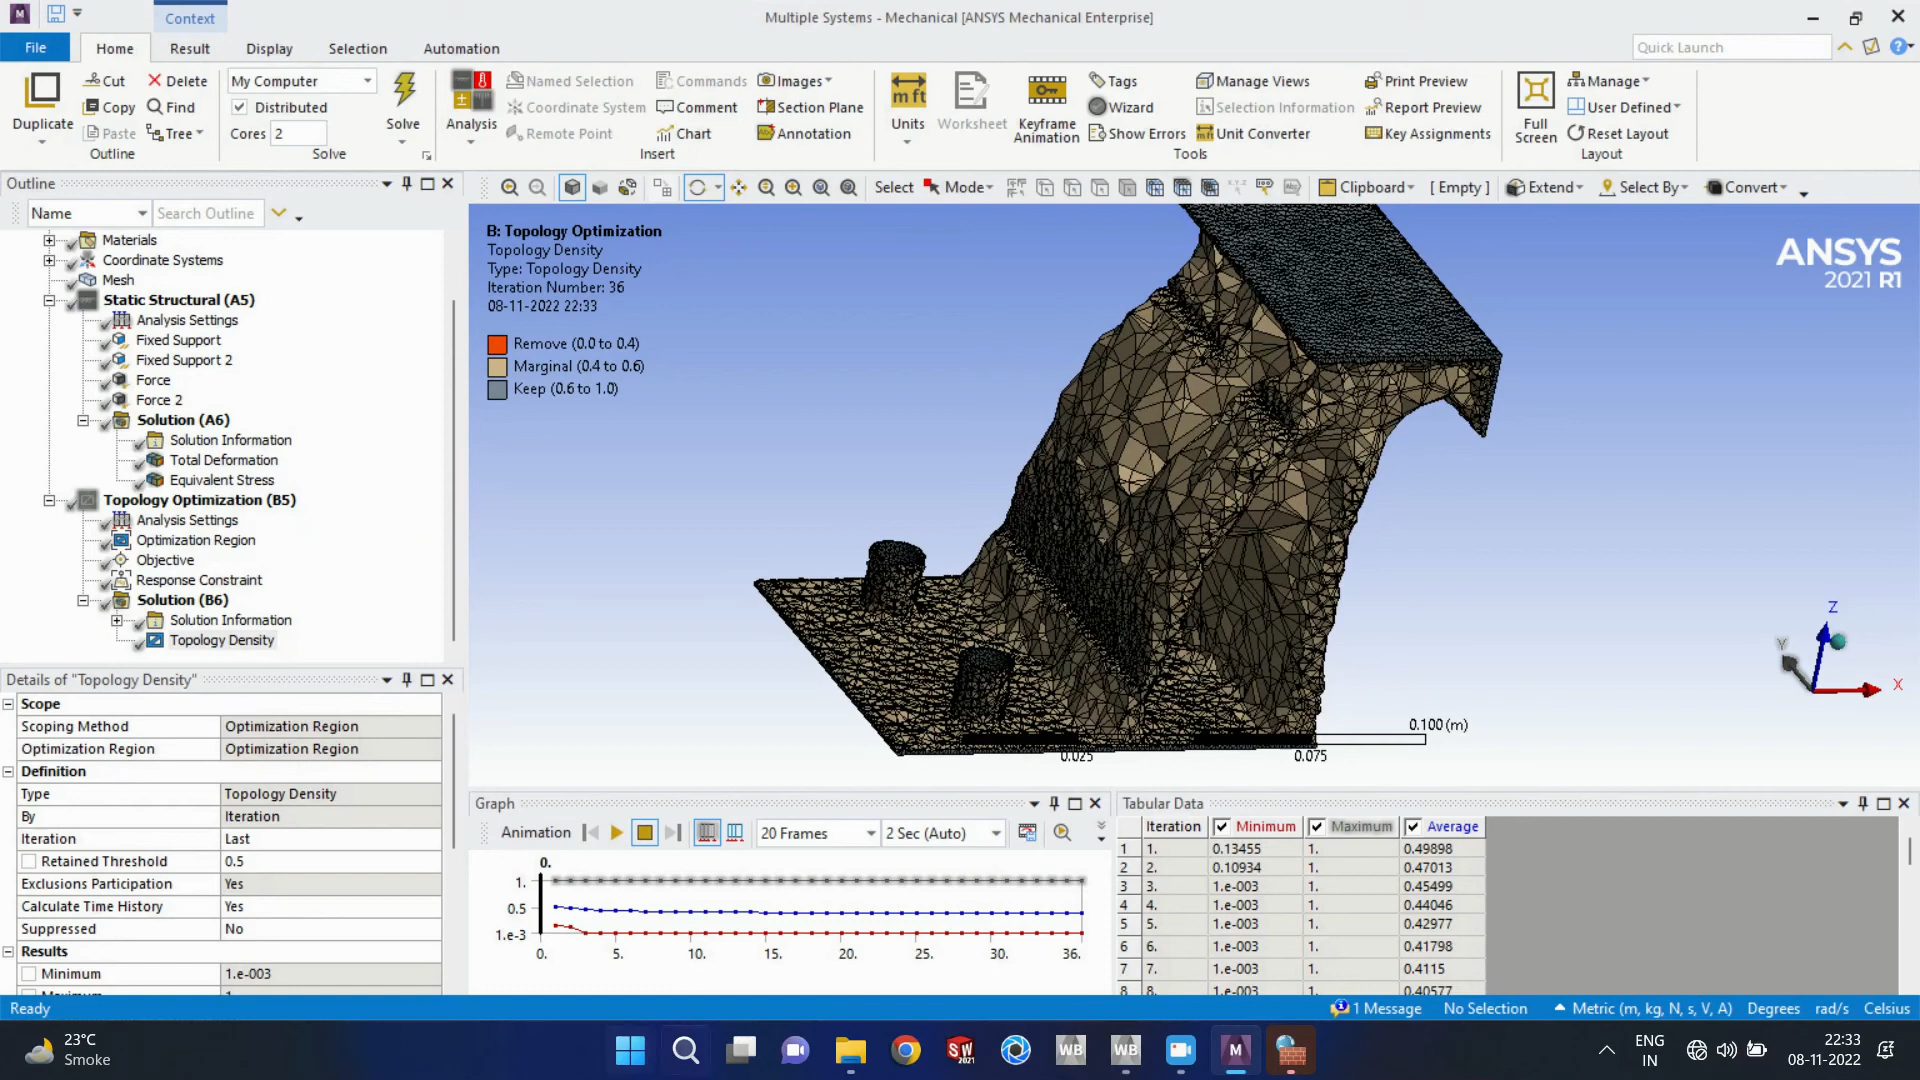 Context
Multiple Systems - Mechanical [ANSYS Mechanical Enterprise]
File Home Result Display Selection Automation
Quick Launch
Duplicate
Cut
Copy
Paste
Delete
Find
Tree
Outline
My Computer
Distributed
Cores 2
Solve
Solve
Analysis
Named Selection
Coordinate System
Remote Point
Commands
Comment
Chart
Images
Section Plane
Annotation
Insert
Units
Worksheet
Keyframe
Animation
Tags
Wizard
Show Errors
Manage Views
Selection Information
Unit Converter
Print Preview
Report Preview
Key Assignments
Tools
Full
Screen
Manage
User Defined
Reset Layout
Layout
Outline
Name
Search Outline
Select Mode Clipboard [ Empty ] Extend Select By Convert
Materials
Coordinate Systems
Mesh
Static Structural (A5)
Analysis Settings
Fixed Support
Fixed Support 2
Force
Force 2
Solution (A6)
Solution Information
Total Deformation
Equivalent Stress
Topology Optimization (B5)
Analysis Settings
Optimization Region
Objective
Response Constraint
Solution (B6)
Solution Information
Topology Density
B: Topology Optimization
Topology Density
Type: Topology Density
Iteration Number: 36
08-11-2022 22:33
Remove (0.0 to 0.4)
Marginal (0.4 to 0.6)
Keep (0.6 to 1.0)
ANSYS
2021 R1
Z
Y
X
0.100 (m)
0.025
0.075
Details of "Topology Density"
Scope
Scoping Method Optimization Region
Optimization Region Optimization Region
Definition
Type Topology Density
By Iteration
Iteration Last
Retained Threshold 0.5
Exclusions Participation Yes
Calculate Time History Yes
Suppressed No
Results
Minimum 1.e-003
Graph
Animation 20 Frames 2 Sec (Auto)
0.
1.
0.5
1.e-3
0. 5. 10. 15. 20. 25. 30. 36.
Tabular Data
Iteration Minimum Maximum Average
1 1. 0.13455 1. 0.49898
2 2. 0.10934 1. 0.47013
3 3. 1.e-003 1. 0.45499
4 4. 1.e-003 1. 0.44046
5 5. 1.e-003 1. 0.42977
6 6. 1.e-003 1. 0.41798
7 7. 1.e-003 1. 0.4115
8 8. 1.e-003 1. 0.40577
Ready 1 Message No Selection Metric (m, kg, N, s, V, A) Degrees rad/s Celsius
23°C
Smoke
SW
2021
WB
WB
M
ENG
IN
22:33
08-11-2022